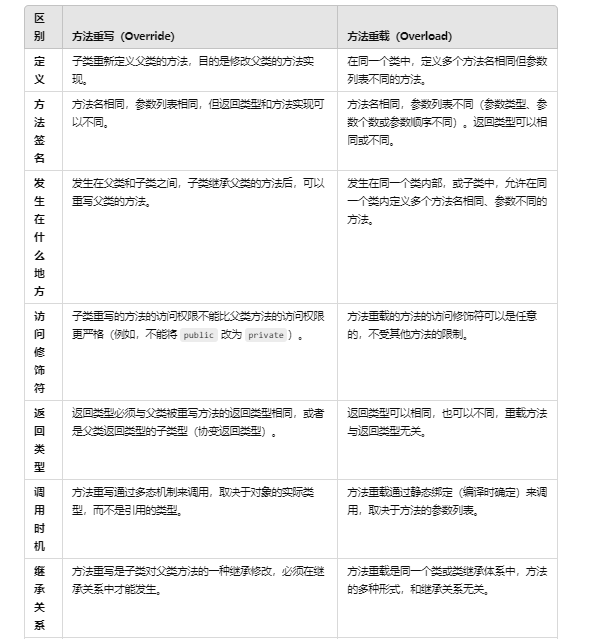 区别
方法重写（Override）
方法重载（Overload）
定义
子类重新定义父类的方法，目的是修改父类的方法实
现。
在同一个类中，定义多个方法名相同但参数
列表不同的方法。
方法签名
方法名相同，参数列表相同，但返回类型和方法实现可
以不同。
方法名相同，参数列表不同（参数类型、参
数个数或参数顺序不同）。返回类型可以相
同或不同。
发生在什么地方
发生在父类和子类之间，子类继承父类的方法后，可以
重写父类的方法。
发生在同一个类内部，或子类中，允许在同
一个类内定义多个方法名相同、参数不同的
方法。
访问修饰符
子类重写的方法的访问权限不能比父类方法的访问权限
更严格（例如，不能将 public 改为 private ）。
方法重载的方法的访问修饰符可以是任意
的，不受其他方法的限制。
返回类型
返回类型必须与父类被重写方法的返回类型相同，或者
是父类返回类型的子类型（协变返回类型）。
返回类型可以相同，也可以不同，重载方法
与返回类型无关。
调用时机
方法重写通过多态机制来调用，取决于对象的实际类
型，而不是引用的类型。
方法重载通过静态绑定（编译时确定）来调
用，取决于方法的参数列表。
继承关系
方法重写是子类对父类方法的一种继承修改，必须在继
承关系中才能发生。
方法重载是同一个类或类继承体系中，方法
的多种形式，和继承关系无关。